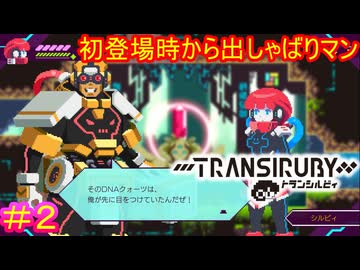 初登場時から出しゃばりマン
TRANSIRUBY
トランシルビィ
そのDNAクォーツは、
俺が先に目をつけていたんだぜ!
シルビィ
#2